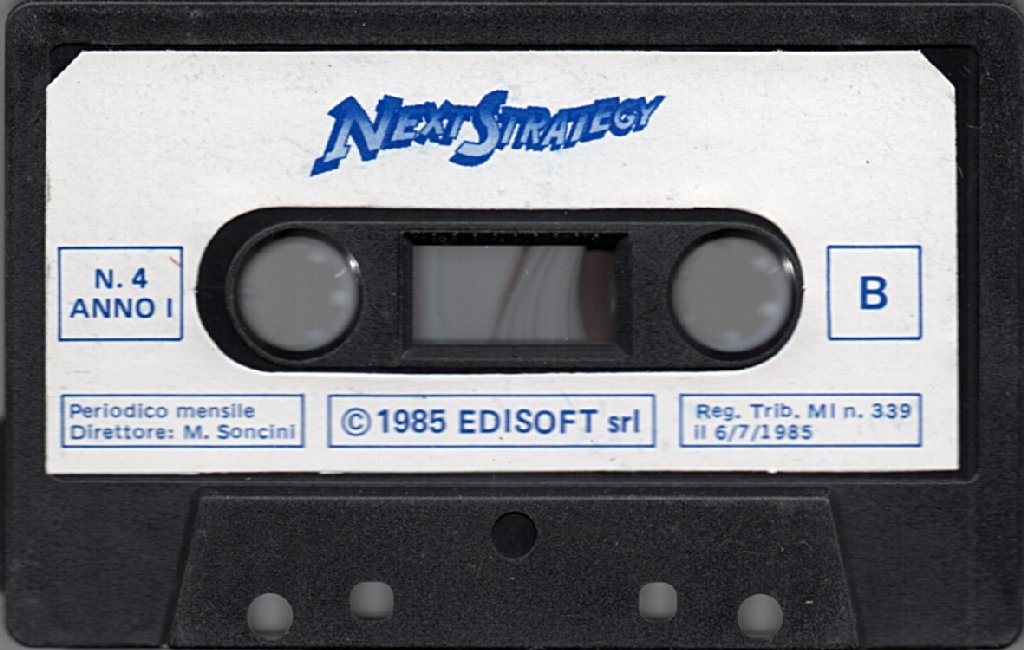 NEXT STRATEGY
N. 4
ANNO I
B
Periodico mensile
Direttore: M. Soncini
© 1985 EDISOFT srl
Reg. Trib. MI n. 339
il 6/7/1985